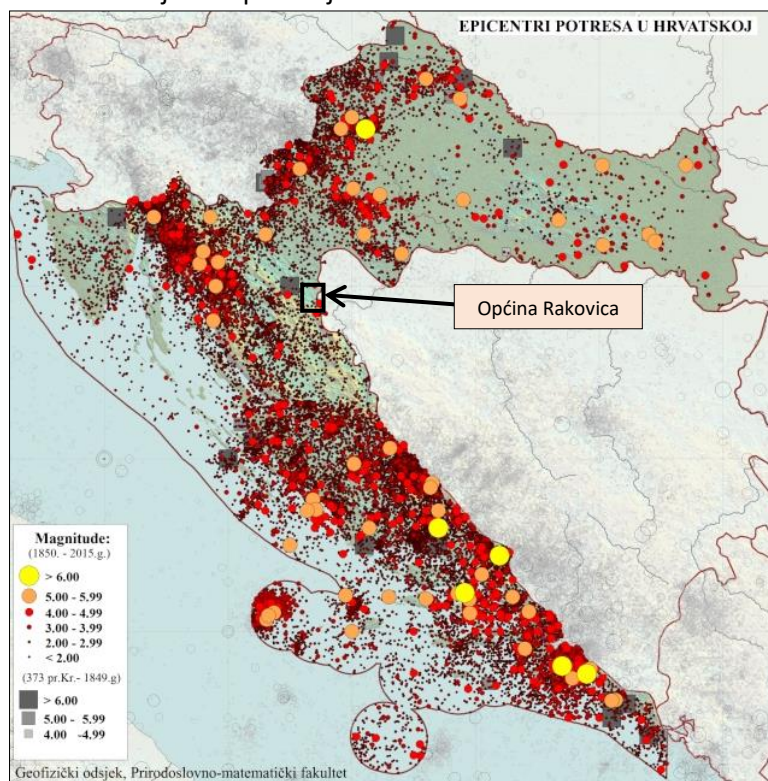 EPICENTRI POTRESA U HRVATSKOJ
Općina Rakovica
Magnitude:
(1850. - 2015.g.)
> 6.00
5.00 - 5.99
4.00 - 4.99
3.00 - 3.99
2.00 - 2.99
< 2.00
(373 pr.Kr.- 1849.g)
> 6.00
5.00 - 5.99
4.00 -4.99
Geofizički odsjek, Prirodoslovno-matematički fakultet